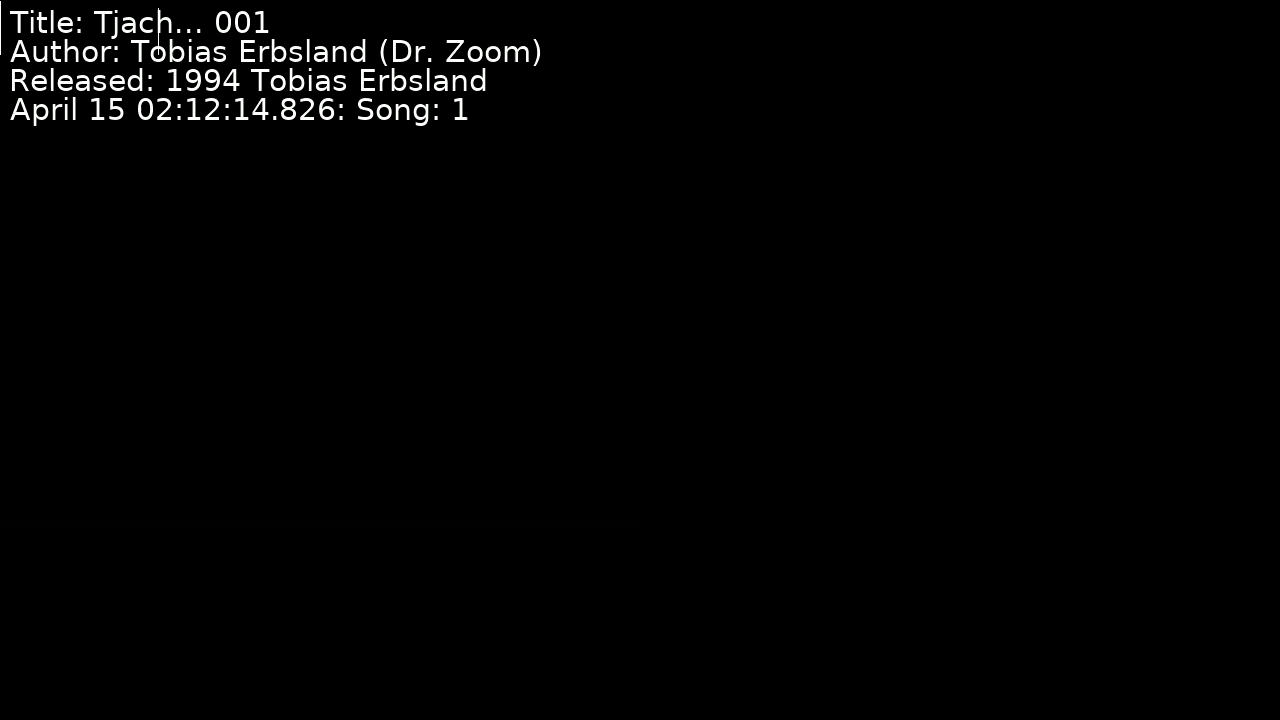 Title: Tjach... 001
Author: Tobias Erbsland (Dr. Zoom)
Released: 1994 Tobias Erbsland
April 15 02:12:14.826: Song: 1